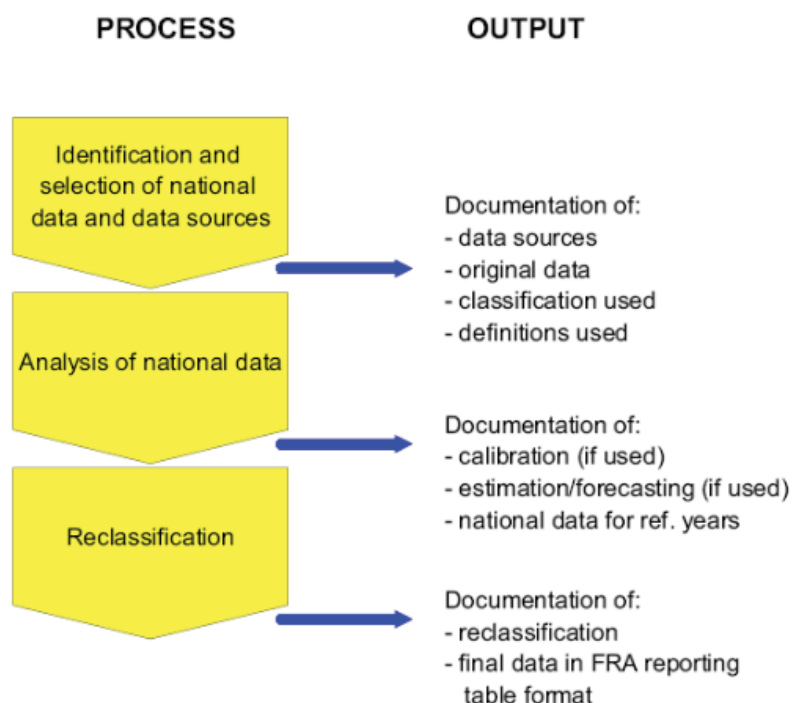 PROCESS
OUTPUT
Identification and
selection of national
data and data sources
Documentation of:
- data sources
- original data
- classification used
- definitions used
Analysis of national data
Documentation of:
- calibration (if used)
- estimation/forecasting (if used)
- national data for ref. years
Reclassification
Documentation of:
- reclassification
- final data in FRA reporting
table format